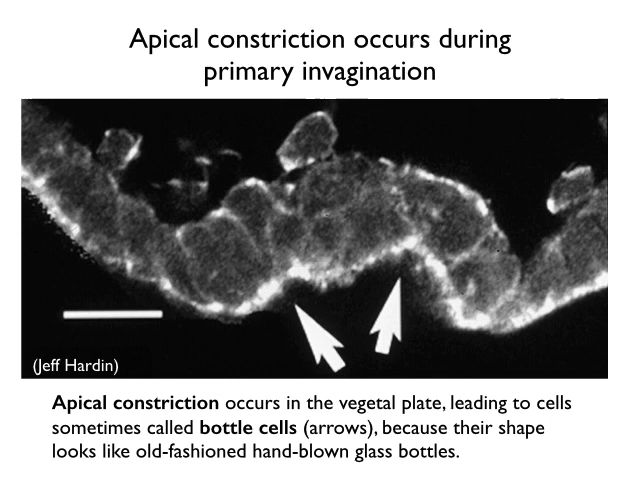 Apical constriction occurs during
primary invagination
(Jeff Hardin)
Apical constriction occurs in the vegetal plate, leading to cells
sometimes called bottle cells (arrows), because their shape
looks like old-fashioned hand-blown glass bottles.